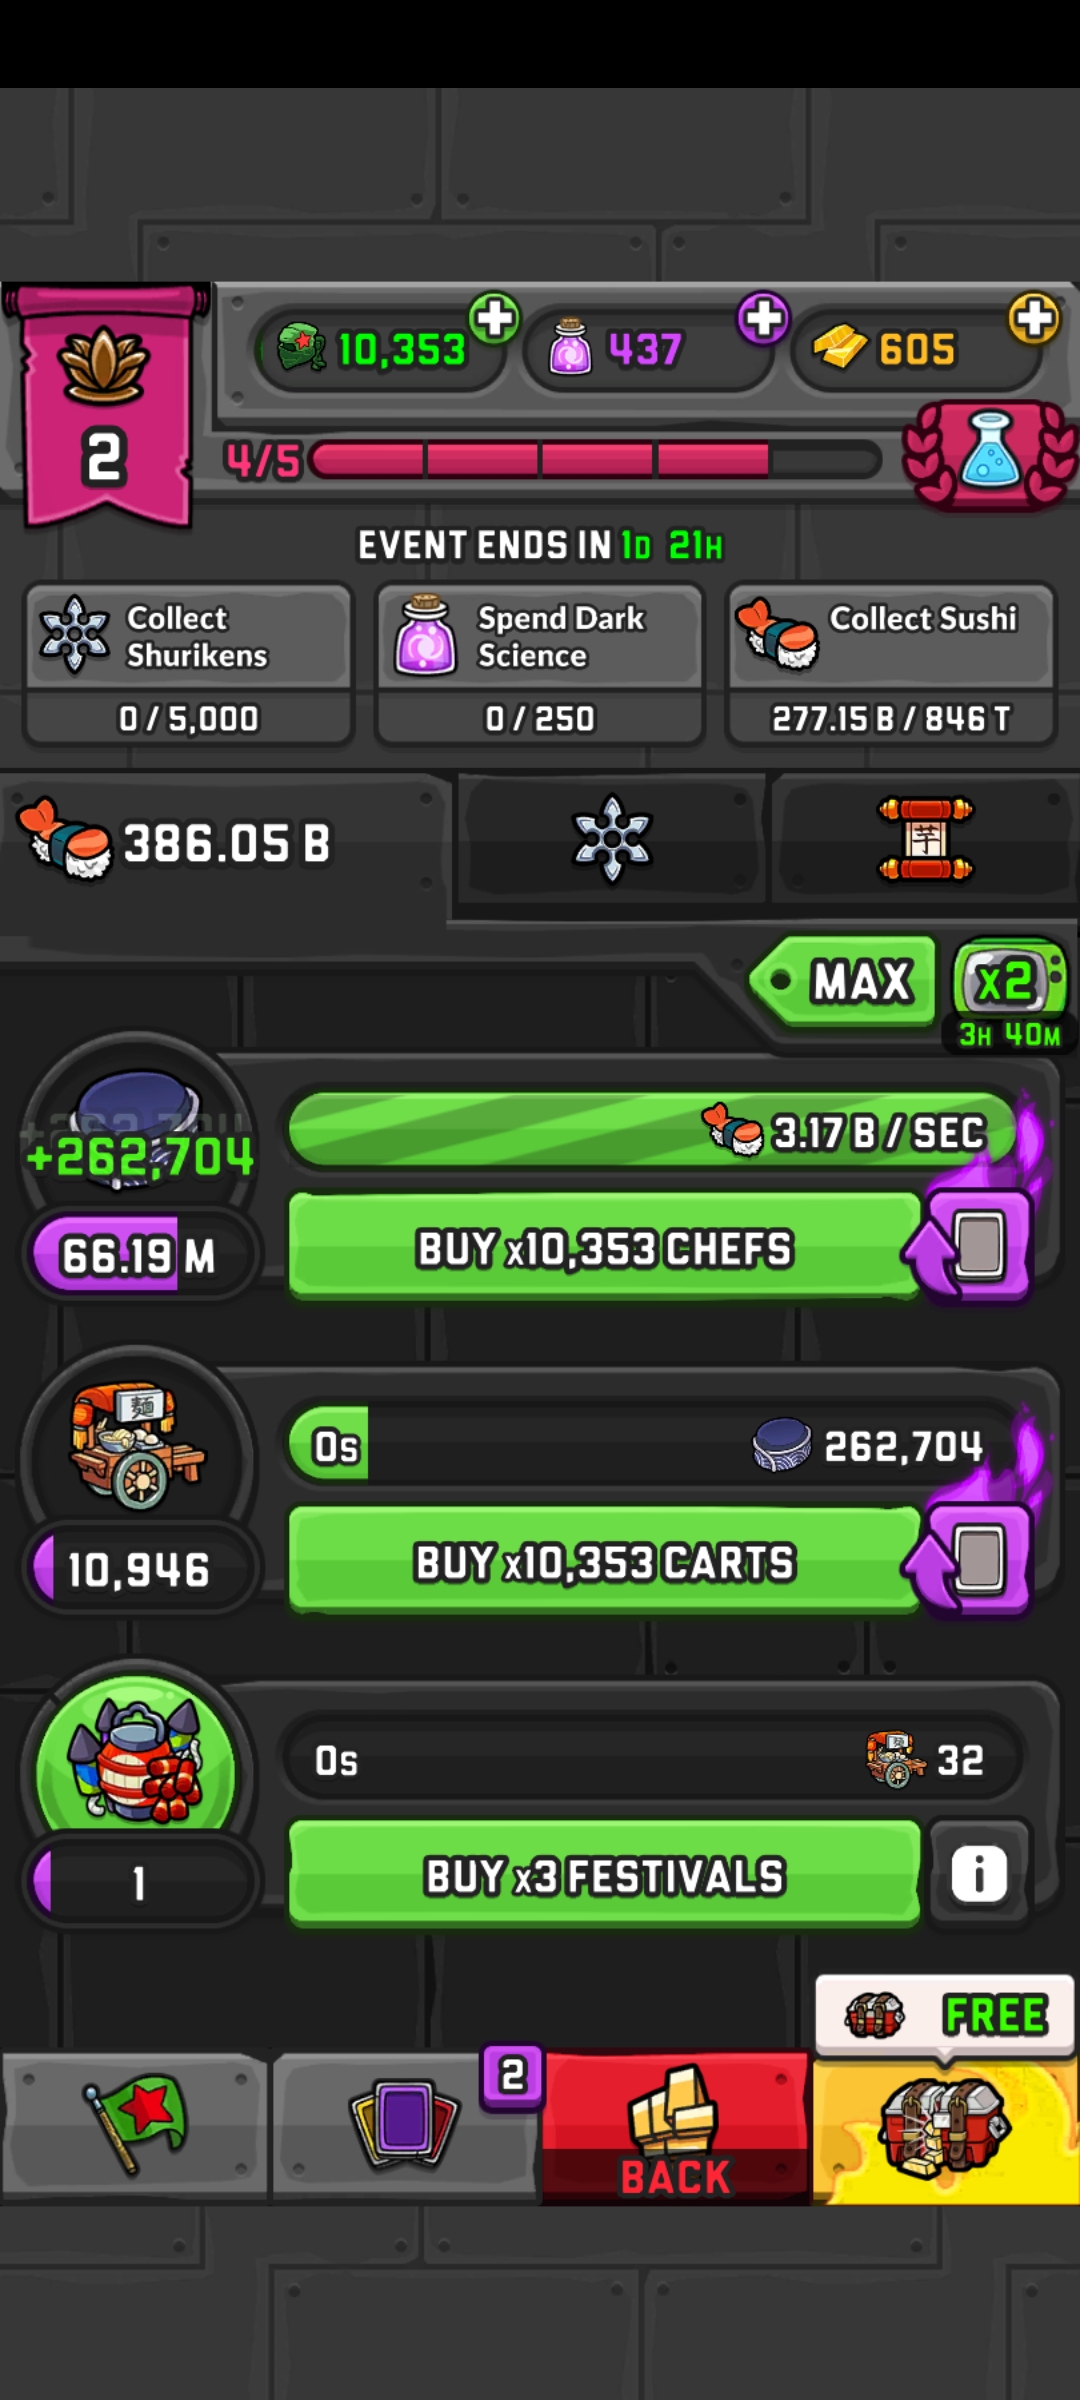 10,353
437
605
2
4/5
EVENT ENDS IN 1D 21H
Collect Shurikens
0 / 5,000
Spend Dark Science
0 / 250
Collect Sushi
277.15 B / 846 T
386.05 B
芋
MAX
x2
3H 40M
+262,704
3.17 B / SEC
66.19 M
BUY x10,353 CHEFS
麺
0s
262,704
10,946
BUY x10,353 CARTS
0s
32
1
BUY x3 FESTIVALS
i
FREE
2
BACK